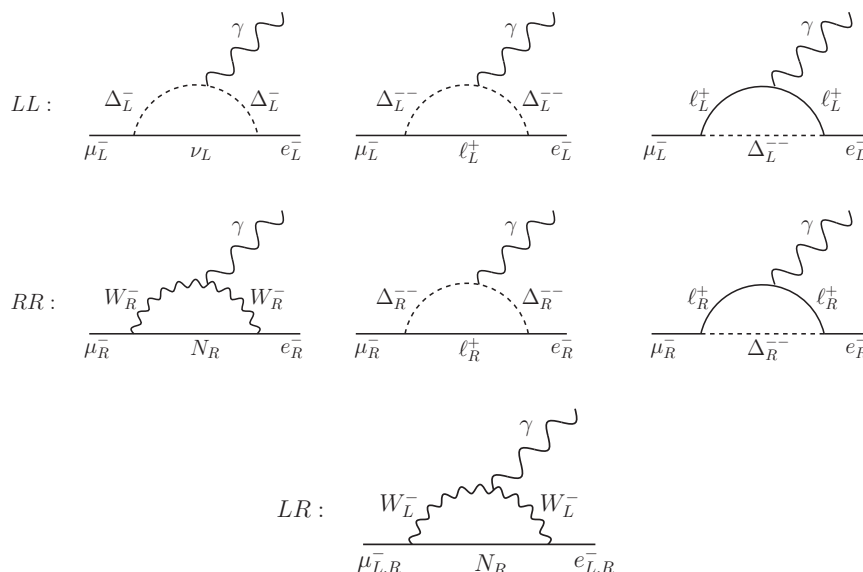 γ γ γ
LL : Δ_L^- Δ_L^- Δ_L^{--} Δ_L^{--} ℓ_L^+ ℓ_L^+
μ_L^- ν_L e_L^- μ_L^- ℓ_L^+ e_L^- μ_L^- Δ_L^{--} e_L^-
γ γ γ
RR : W_R^- W_R^- Δ_R^{--} Δ_R^{--} ℓ_R^+ ℓ_R^+
μ_R^- N_R e_R^- μ_R^- ℓ_R^+ e_R^- μ_R^- Δ_R^{--} e_R^-
γ
LR : W_L^- W_L^-
μ_{L,R}^- N_R e_{L,R}^-